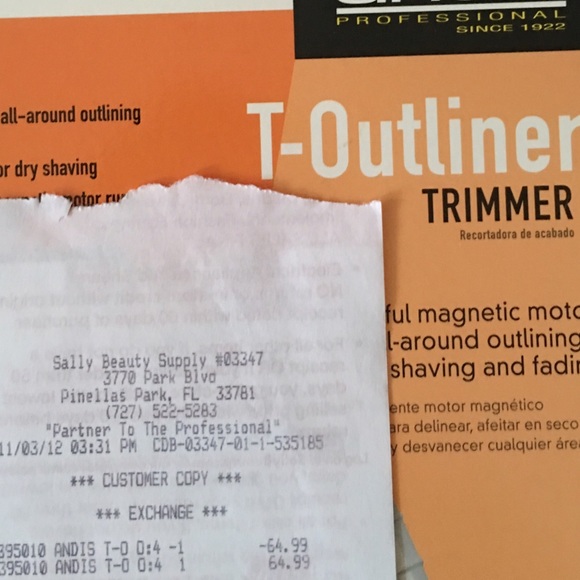 PROFESSIONAL
SINCE 1922
all-around outlining
T-Outliner
or dry shaving
TRIMMER
Recortadora de acabado
ful magnetic moto
l-around outlining
shaving and fadin
ente motor magnético
ara delinear, afeitar en seco
y desvanecer cualquier áre
Sally Beauty Supply #03347
3770 Park Blvd
Pinellas Park, FL 33781
(727) 522-5283
"Partner To The Professional"
11/03/12 03:31 PM CDB-03347-01-1-535185
*** CUSTOMER COPY ***
*** EXCHANGE ***
395010 ANDIS T-O 0:4 -1 -64.99
395010 ANDIS T-O 0:4 1 64.99